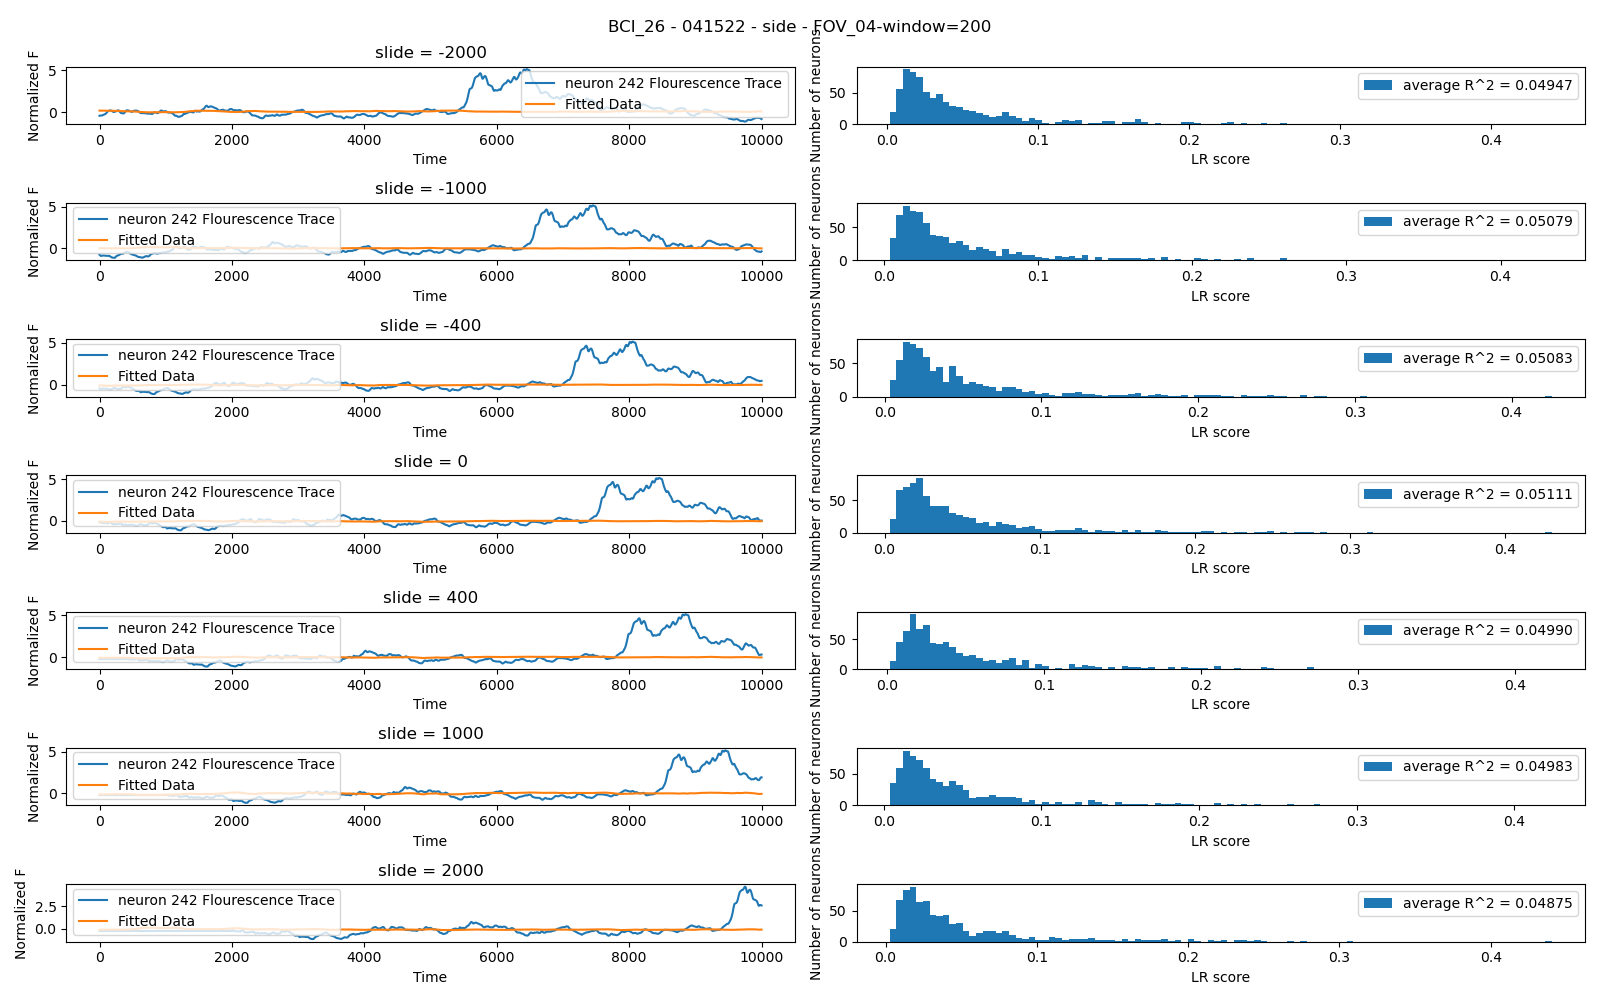 BCI_26 - 041522 - side - FOV_04-window=200
slide = -2000
Normalized F
5
0
neuron 242 Flourescence Trace
Fitted Data
0 2000 4000 6000 8000 10000
Time
Number of neurons
50
0
average R^2 = 0.04947
0.0 0.1 0.2 0.3 0.4
LR score
slide = -1000
Normalized F
5
0
neuron 242 Flourescence Trace
Fitted Data
0 2000 4000 6000 8000 10000
Time
Number of neurons
50
0
average R^2 = 0.05079
0.0 0.1 0.2 0.3 0.4
LR score
slide = -400
Normalized F
5
0
neuron 242 Flourescence Trace
Fitted Data
0 2000 4000 6000 8000 10000
Time
Number of neurons
50
0
average R^2 = 0.05083
0.0 0.1 0.2 0.3 0.4
LR score
slide = 0
Normalized F
5
0
neuron 242 Flourescence Trace
Fitted Data
0 2000 4000 6000 8000 10000
Time
Number of neurons
50
0
average R^2 = 0.05111
0.0 0.1 0.2 0.3 0.4
LR score
slide = 400
Normalized F
5
0
neuron 242 Flourescence Trace
Fitted Data
0 2000 4000 6000 8000 10000
Time
Number of neurons
50
0
average R^2 = 0.04990
0.0 0.1 0.2 0.3 0.4
LR score
slide = 1000
Normalized F
5
0
neuron 242 Flourescence Trace
Fitted Data
0 2000 4000 6000 8000 10000
Time
Number of neurons
50
0
average R^2 = 0.04983
0.0 0.1 0.2 0.3 0.4
LR score
slide = 2000
Normalized F
2.5
0.0
neuron 242 Flourescence Trace
Fitted Data
0 2000 4000 6000 8000 10000
Time
Number of neurons
50
0
average R^2 = 0.04875
0.0 0.1 0.2 0.3 0.4
LR score